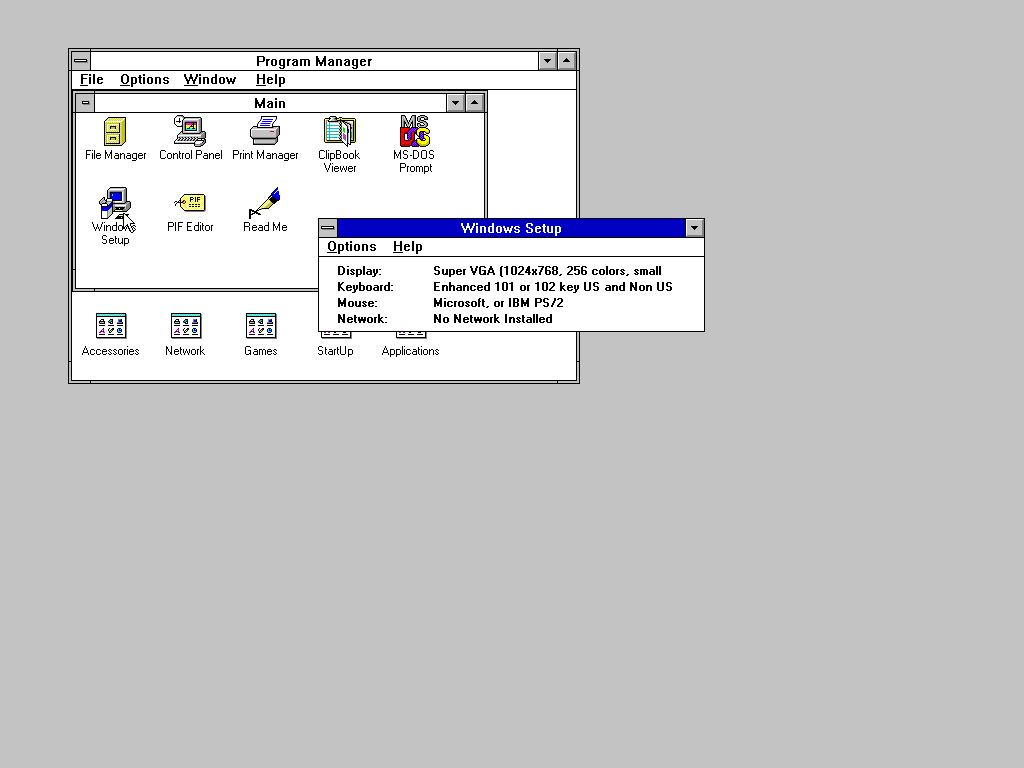 Program Manager
File Options Window Help
Main
File Manager
Control Panel
Print Manager
ClipBook
Viewer
MS-DOS
Prompt
Windows
Setup
PIF
PIF Editor
Read Me
Windows Setup
Options Help
Display: Super VGA (1024x768, 256 colors, small
Keyboard: Enhanced 101 or 102 key US and Non US
Mouse: Microsoft, or IBM PS/2
Network: No Network Installed
Accessories
Network
Games
StartUp
Applications